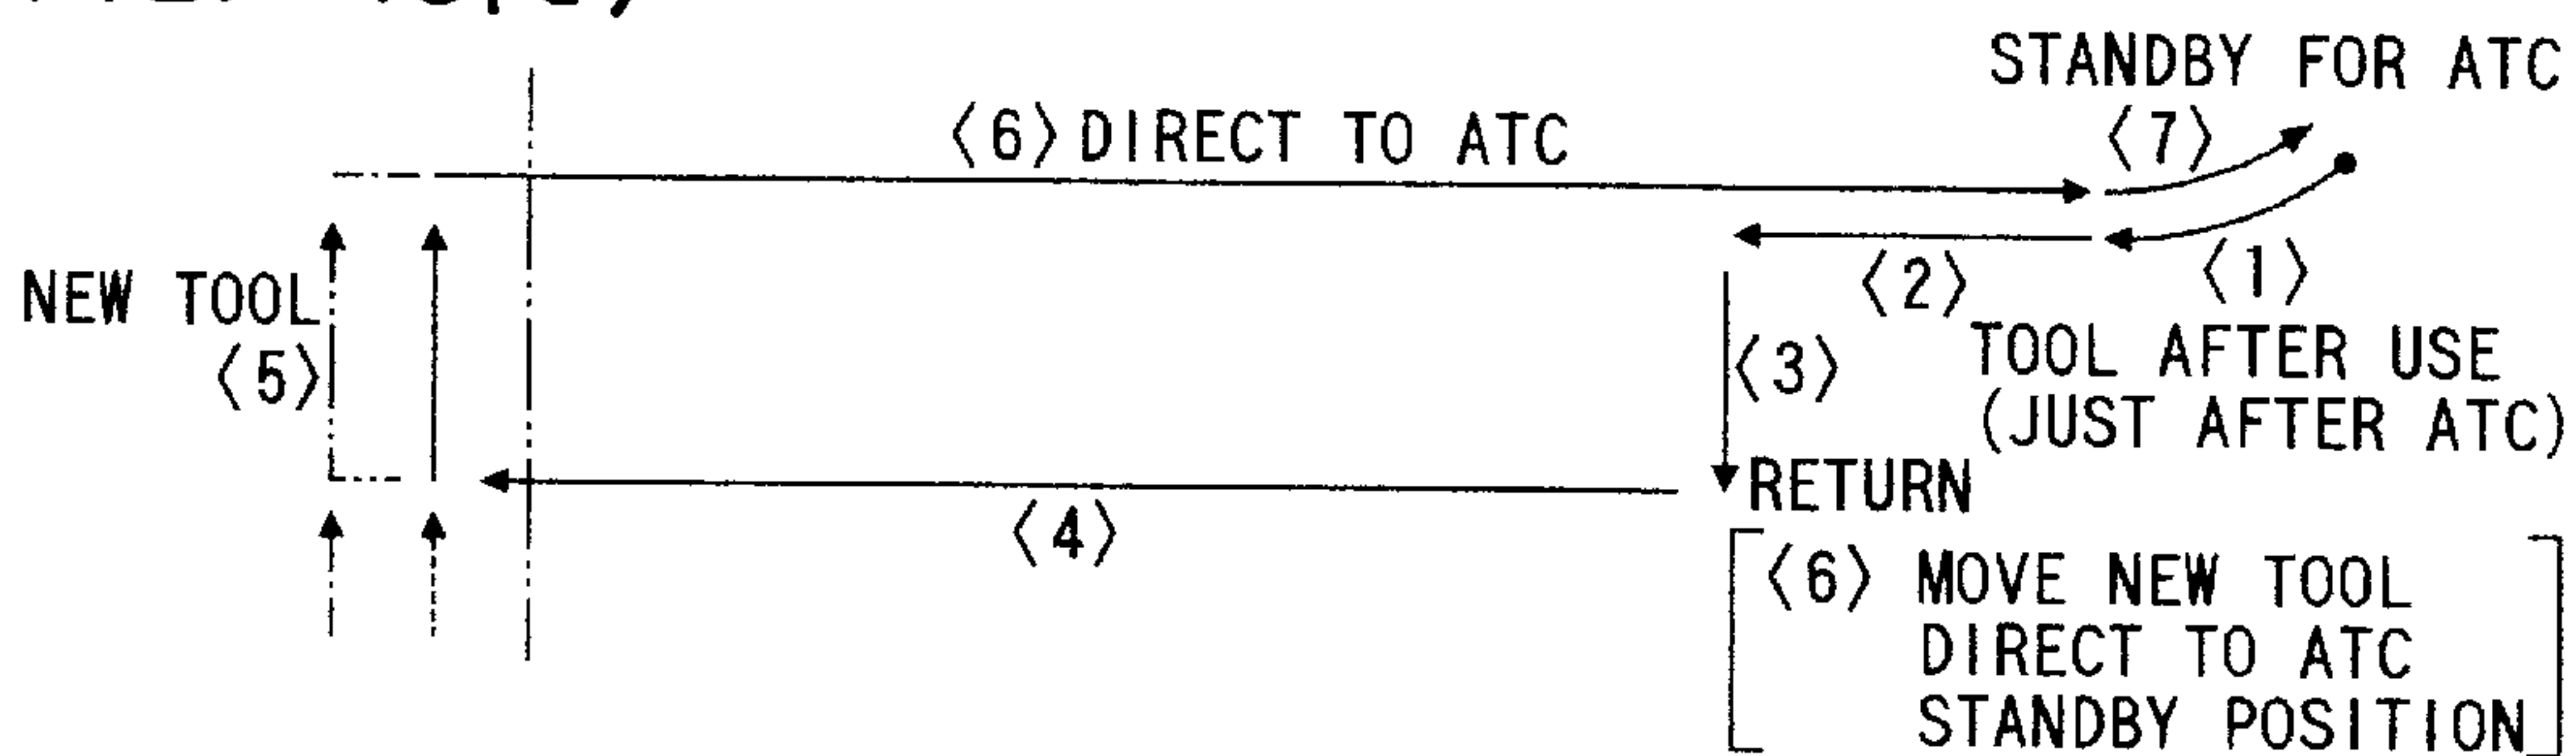 STANDBY FOR ATC
〈6〉DIRECT TO ATC
〈7〉
NEW TOOL
〈5〉
〈2〉
〈1〉
〈3〉
TOOL AFTER USE
(JUST AFTER ATC)
RETURN
〈4〉
〈6〉 MOVE NEW TOOL
DIRECT TO ATC
STANDBY POSITION